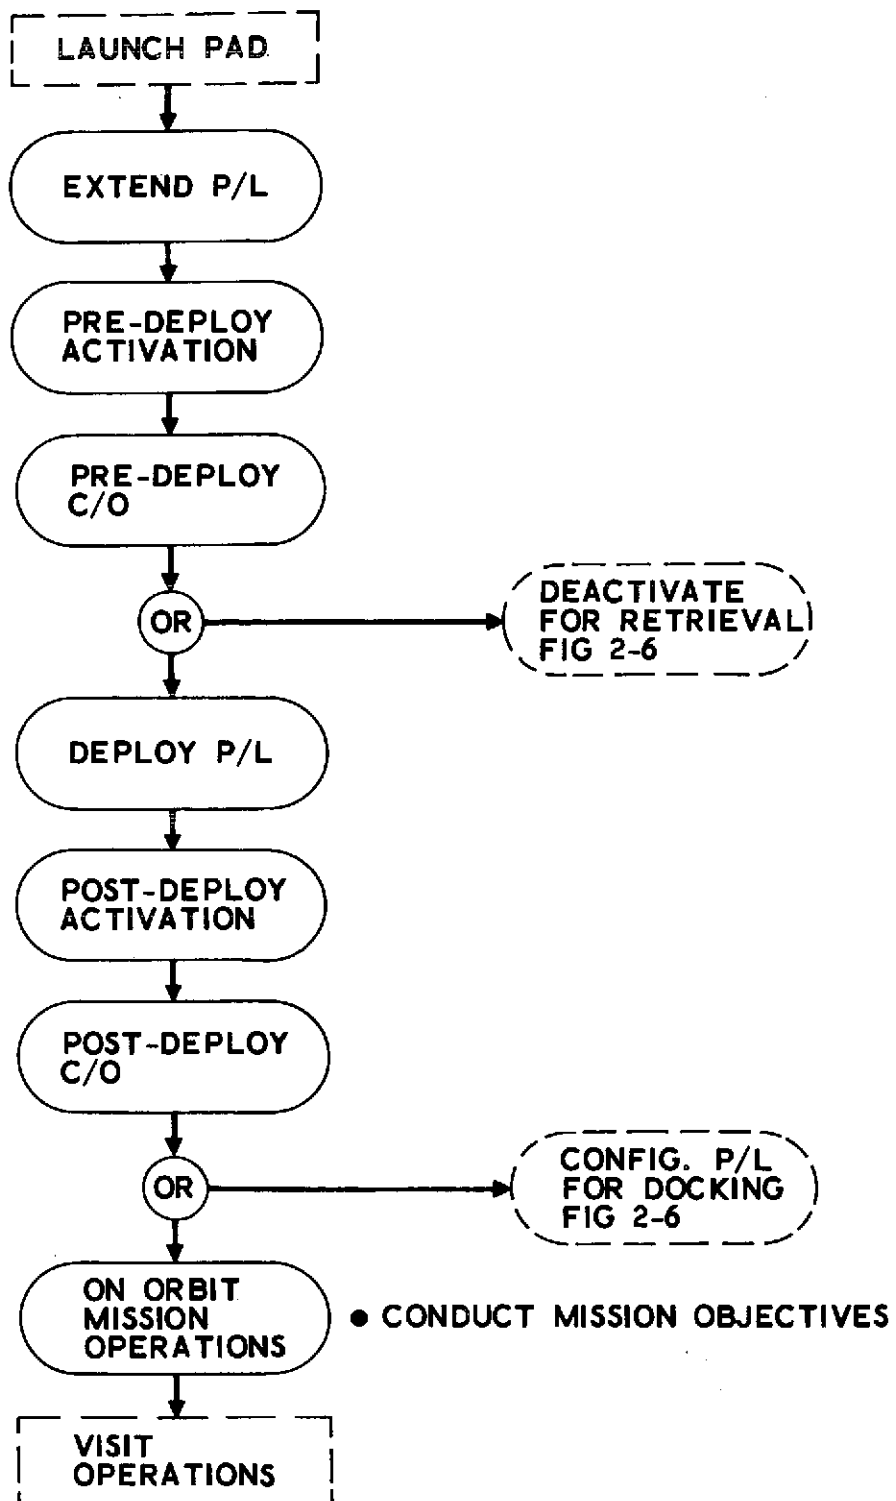 LAUNCH PAD
EXTEND P/L
PRE-DEPLOY
ACTIVATION
PRE-DEPLOY
C/O
OR
DEACTIVATE
FOR RETRIEVAL
FIG 2-6
DEPLOY P/L
POST-DEPLOY
ACTIVATION
POST-DEPLOY
C/O
OR
CONFIG. P/L
FOR DOCKING
FIG 2-6
ON ORBIT
MISSION
OPERATIONS
● CONDUCT MISSION OBJECTIVES
VISIT
OPERATIONS